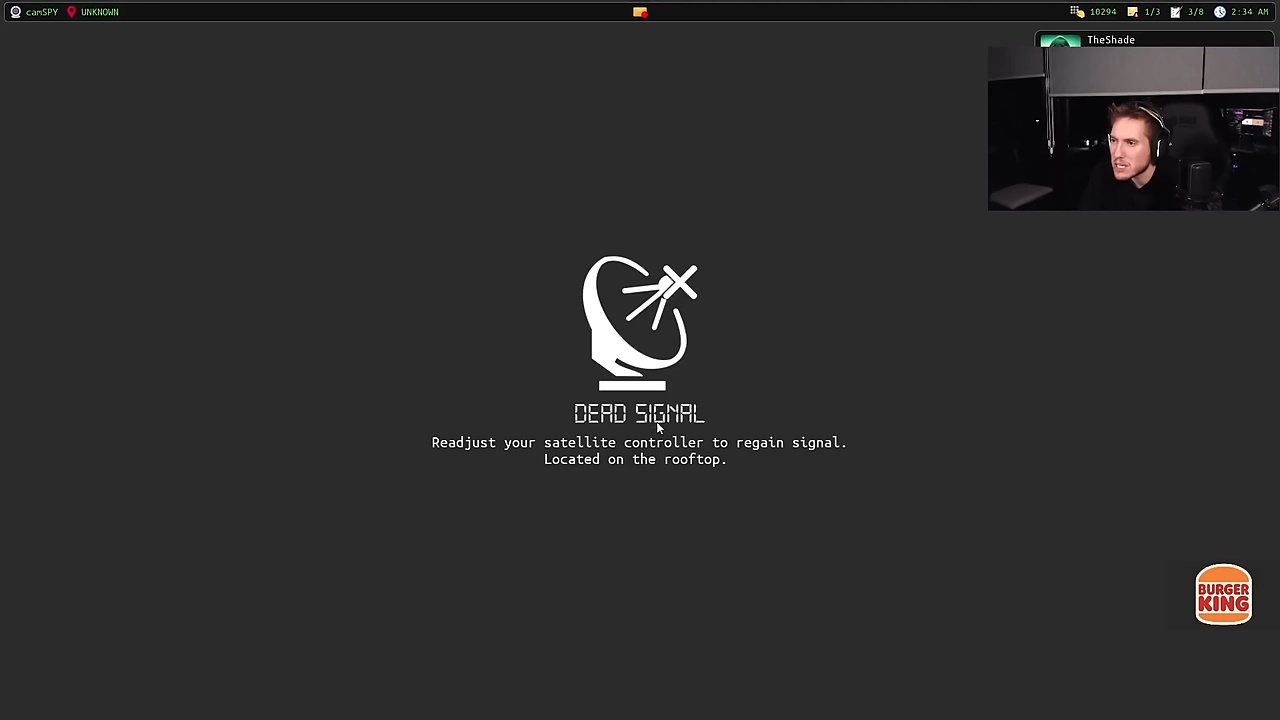 camSPY UNKNOWN 10294 1/3 3/8 2:34 AM
TheShade
DEAD SIGNAL
Readjust your satellite controller to regain signal.
Located on the rooftop.
BURGER
KING